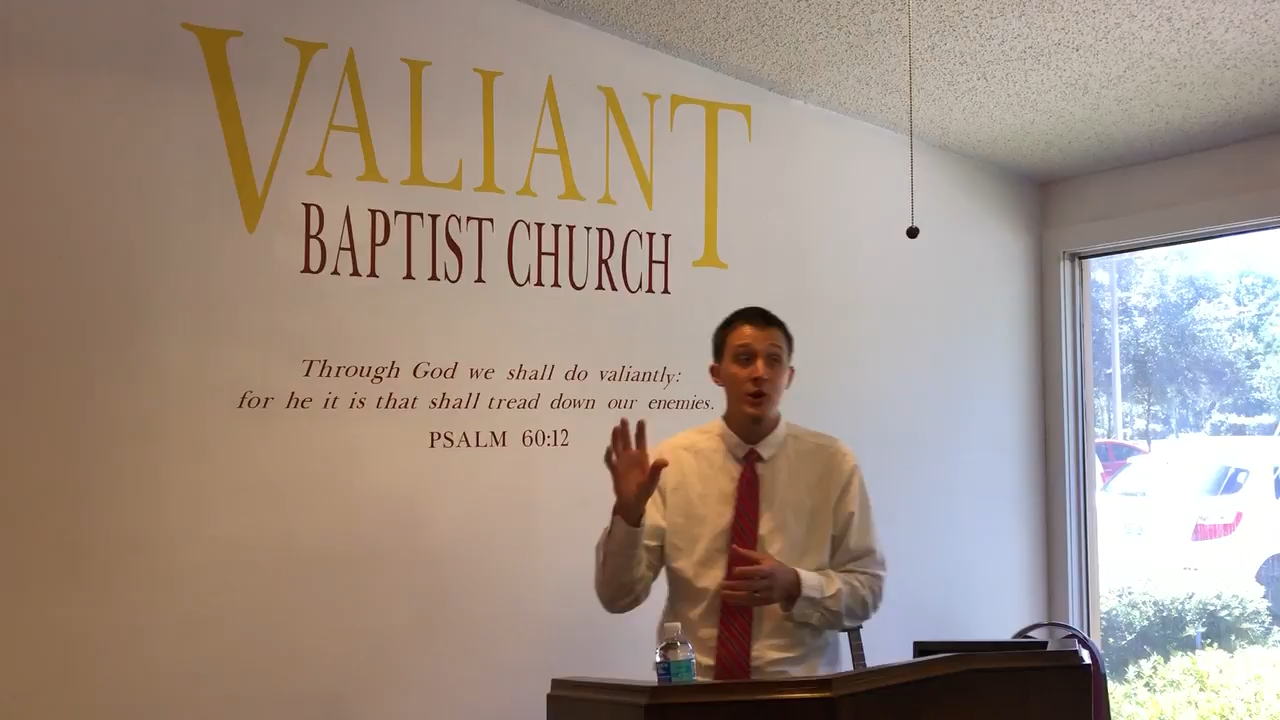 VALIANT
BAPTIST CHURCH
Through God we shall do valiantly:
for he it is that shall tread down our enemies.
PSALM 60:12